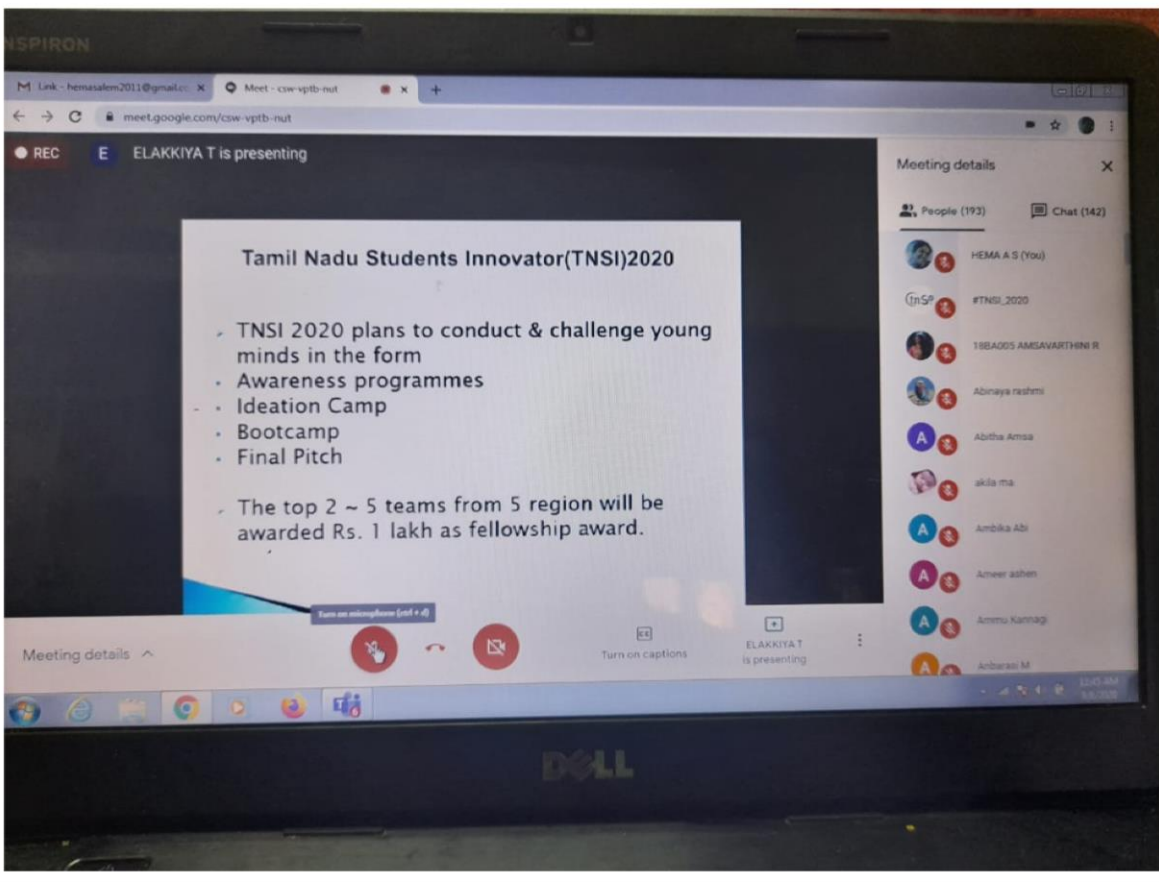 NSPIRON
Link - hemasalem2011@gmail.co
Meet - csw-vptb-nut
meet.google.com/csw-vptb-nut
REC
E
ELAKKIYA T is presenting
Tamil Nadu Students Innovator(TNSI)2020
TNSI 2020 plans to conduct & challenge young
minds in the form
Awareness programmes
Ideation Camp
Bootcamp
Final Pitch
The top 2 ~ 5 teams from 5 region will be
awarded Rs. 1 lakh as fellowship award.
Meeting details
People (193)
Chat (142)
HEMA A S (You)
#TNSI_2020
18BA005 AMSAVARTHINI R
Abinaya rashmi
A
Abitha Amsa
akila ma
A
Ambika Abi
A
Ameer ashen
A
Ammu Kannagi
A
Anbarasi M
Turn on microphone (ctrl + d)
Meeting details
Turn on captions
ELAKKIYA T
is presenting
DELL